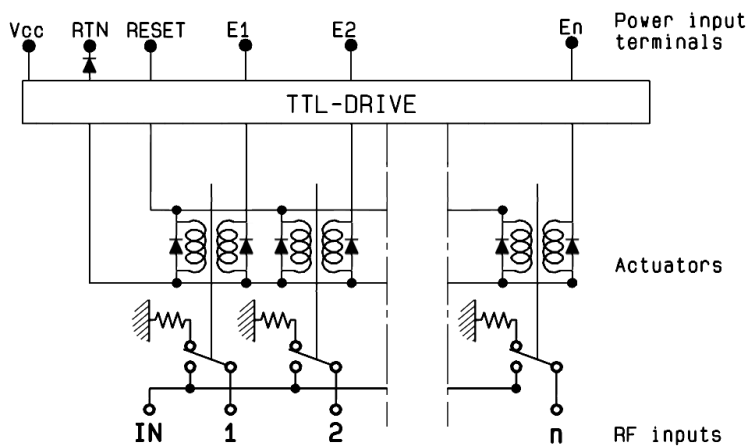 Vcc RTN RESET E1 E2 En
Power input
terminals
TTL-DRIVE
Actuators
IN 1 2 n
RF inputs